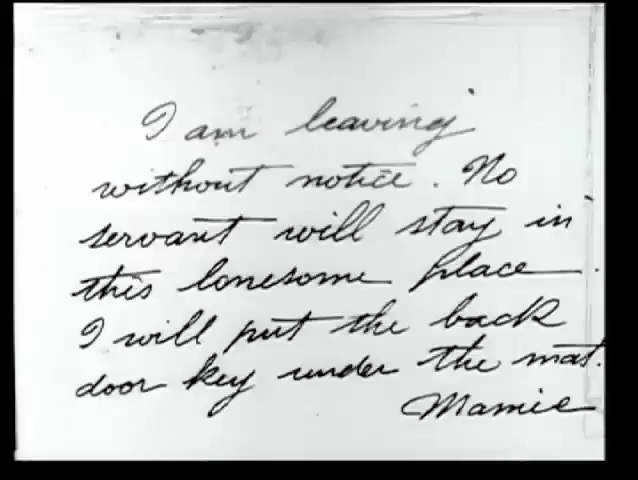 I am leaving
without notice. No
servant will stay in
this lonesome place.
I will put the back
door key under the mat.
Mamie